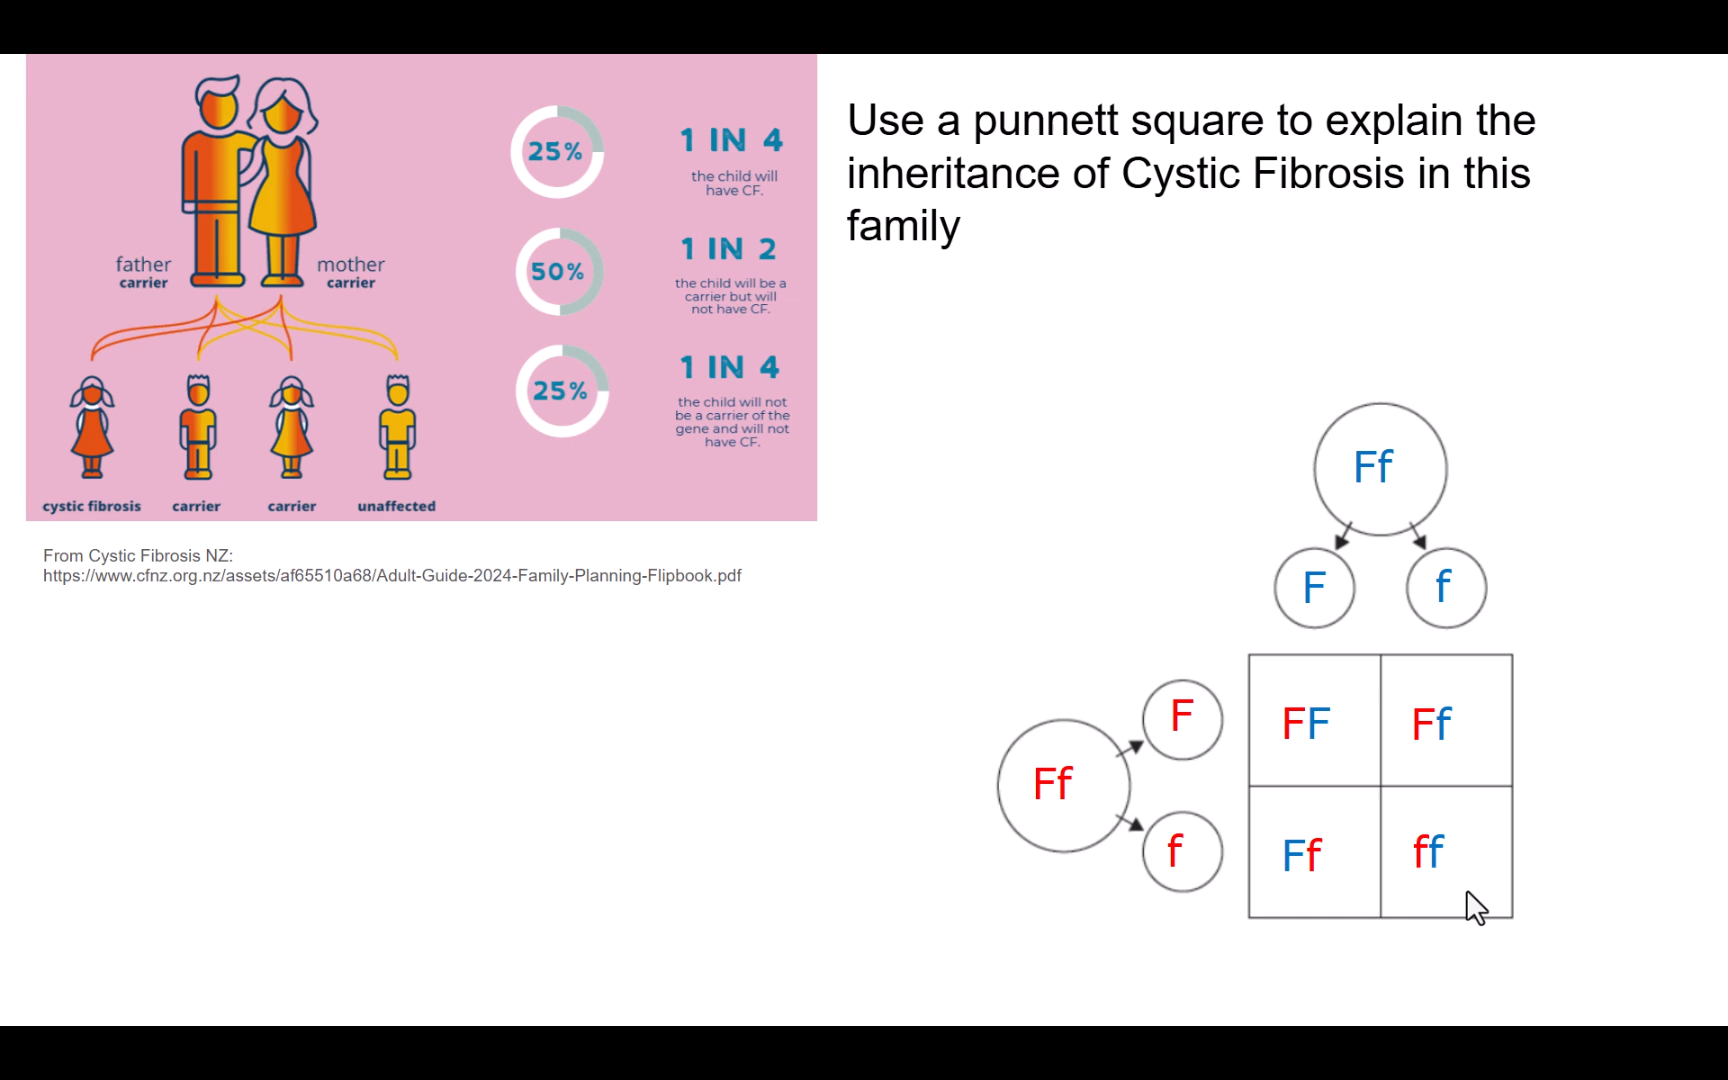 Use a punnett square to explain the
inheritance of Cystic Fibrosis in this
family
father
carrier
mother
carrier
cystic fibrosis
carrier
carrier
unaffected
25%
1 IN 4
the child will
have CF.
50%
1 IN 2
the child will be a
carrier but will
not have CF.
25%
1 IN 4
the child will not
be a carrier of the
gene and will not
have CF.
From Cystic Fibrosis NZ:
https://www.cfnz.org.nz/assets/af65510a68/Adult-Guide-2024-Family-Planning-Flipbook.pdf
Ff
F f
Ff
F
f
FF Ff
Ff ff